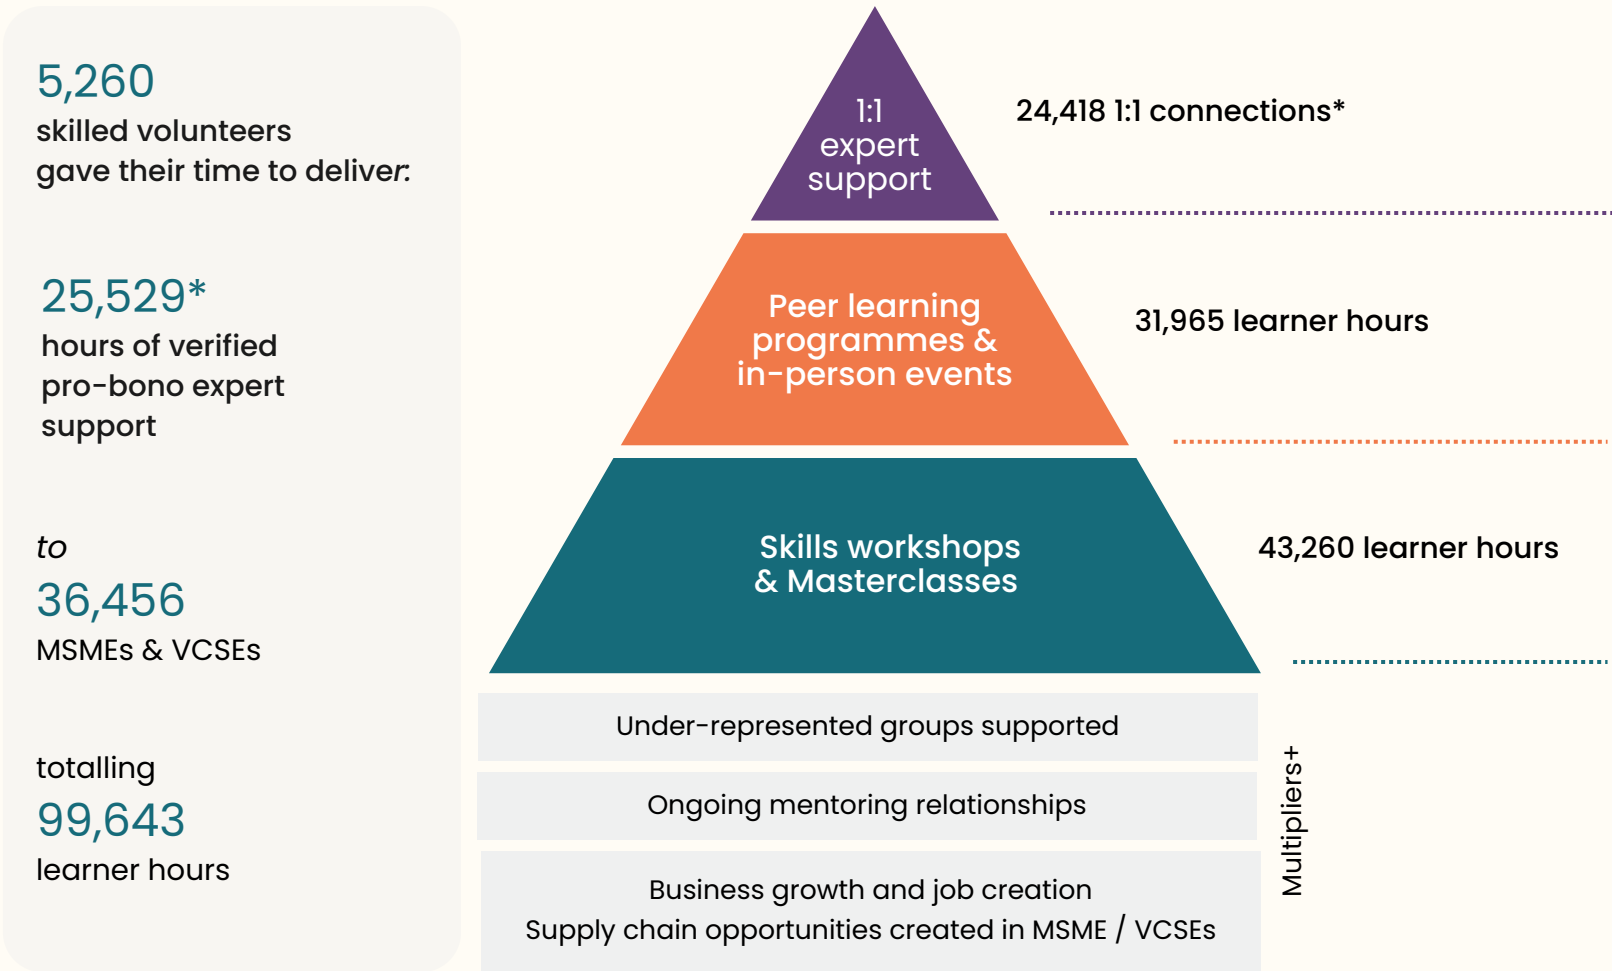 5,260
skilled volunteers
gave their time to deliver:
25,529*
hours of verified
pro-bono expert
support
to
36,456
MSMEs & VCSEs
totalling
99,643
learner hours
1:1
expert
support
24,418 1:1 connections*
Peer learning
programmes &
in-person events
31,965 learner hours
Skills workshops
& Masterclasses
43,260 learner hours
Under-represented groups supported
Ongoing mentoring relationships
Business growth and job creation
Supply chain opportunities created in MSME / VCSEs
Multipliers+